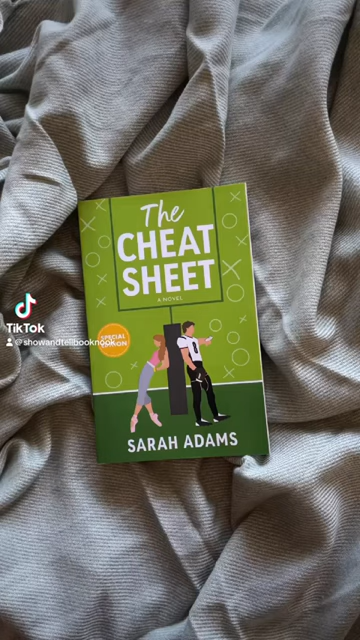 The
CHEAT
SHEET
A NOVEL
TikTok
SPECIAL
EDITION
@showandtellbooknook
SARAH ADAMS